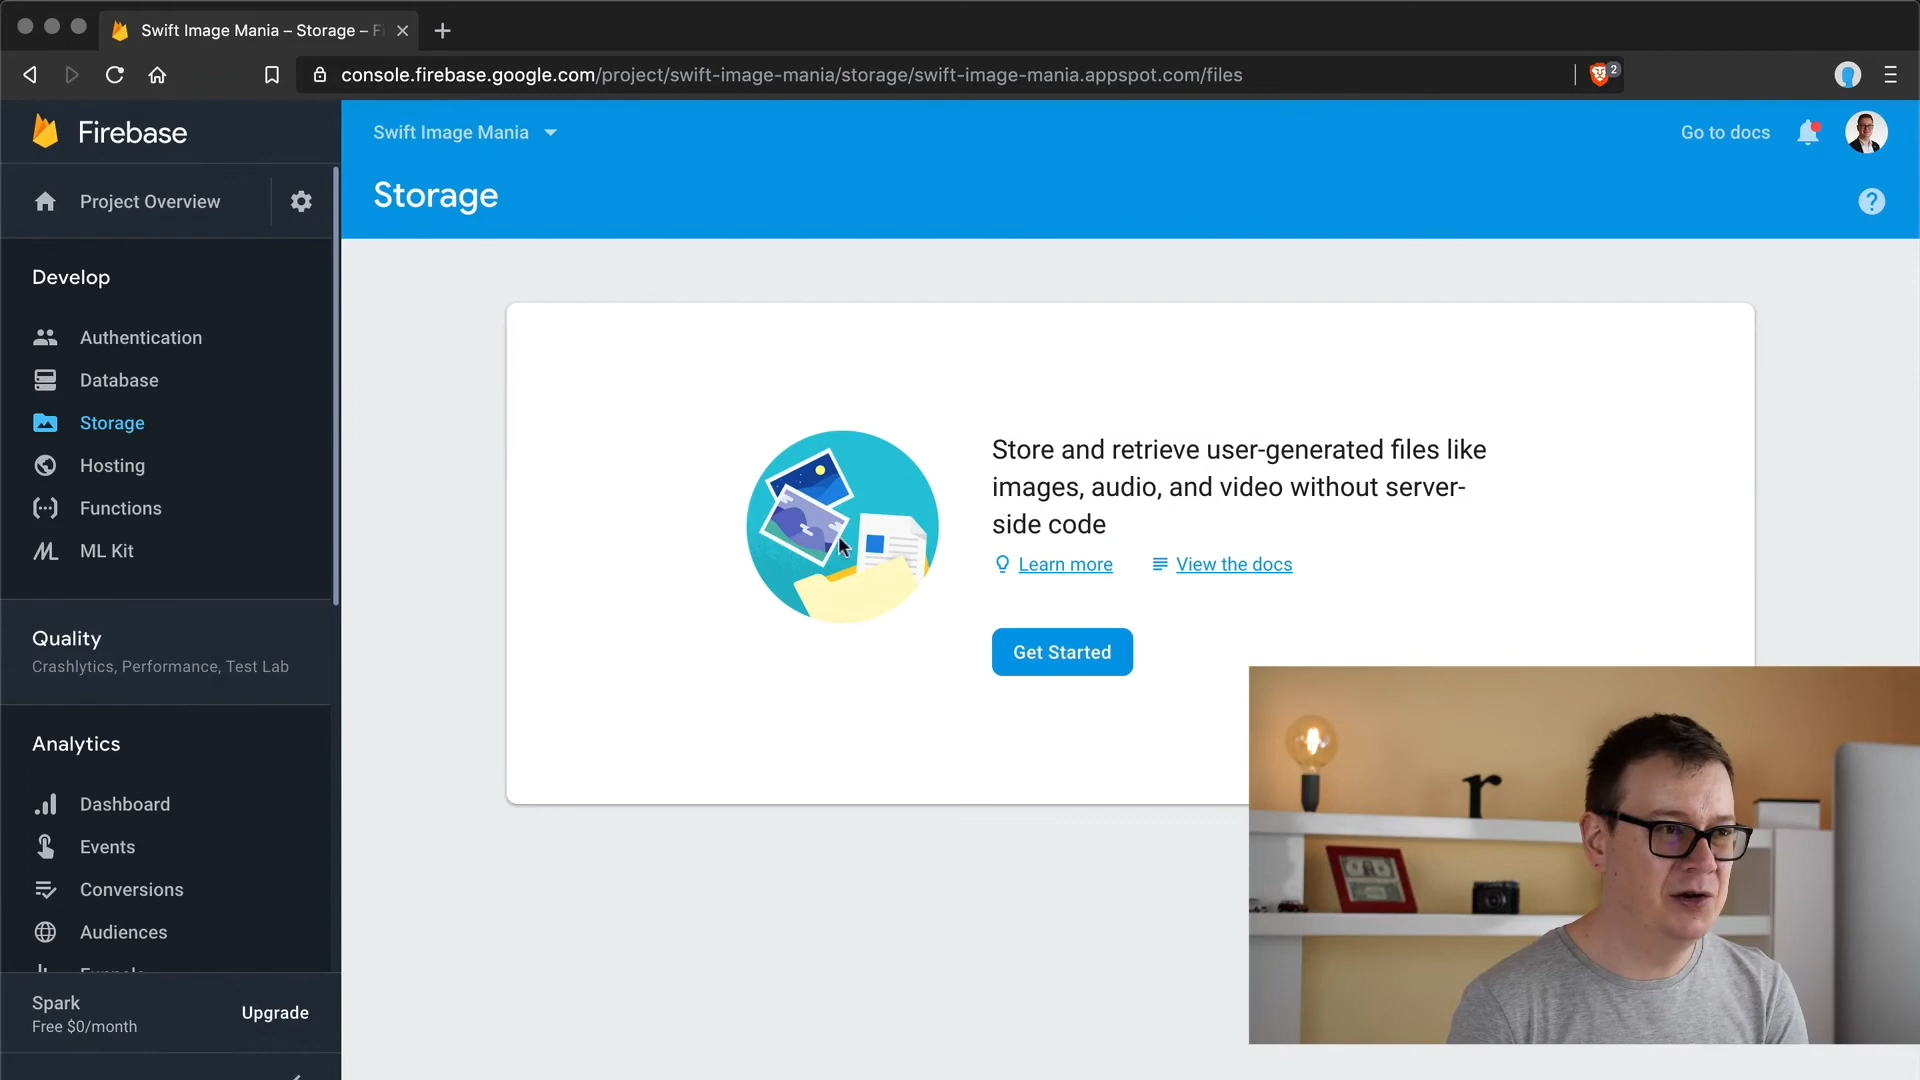 Swift Image Mania – Storage – F
console.firebase.google.com/project/swift-image-mania/storage/swift-image-mania.appspot.com/files
2
Firebase
Swift Image Mania
Go to docs
Storage
?
Project Overview
Develop
Authentication
Database
Storage
Hosting
Functions
ML Kit
Quality
Crashlytics, Performance, Test Lab
Analytics
Dashboard
Events
Conversions
Audiences
Spark
Free $0/month
Upgrade
Store and retrieve user-generated files like
images, audio, and video without server-
side code
Learn more
View the docs
Get Started
r